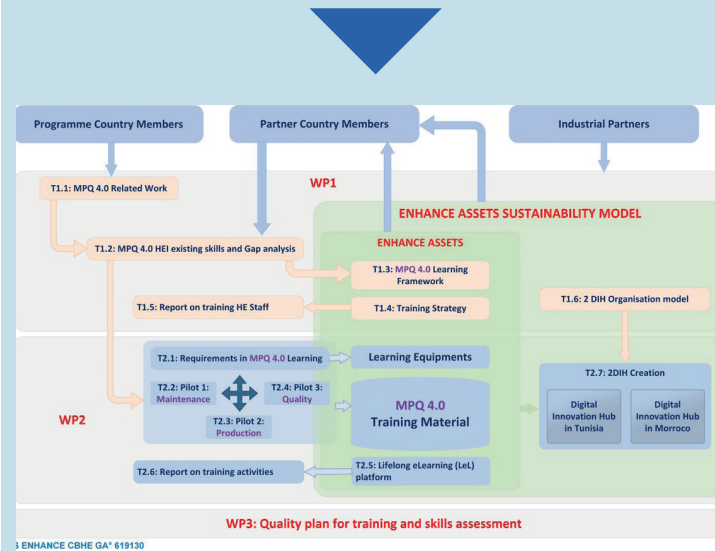 Programme Country Members
Partner Country Members
Industrial Partners
WP1
T1.1: MPQ 4.0 Related Work
ENHANCE ASSETS SUSTAINABILITY MODEL
T1.2: MPQ 4.0 HEI existing skills and Gap analysis
ENHANCE ASSETS
T1.3: MPQ 4.0 Learning
Framework
T1.5: Report on training HE Staff
T1.4: Training Strategy
T1.6: 2 DIH Organisation model
WP2
T2.1: Requirements in MPQ 4.0 Learning
Learning Equipments
T2.2: Pilot 1:
Maintenance
T2.4: Pilot 3:
Quality
T2.3: Pilot 2:
Production
MPQ 4.0
Training Material
T2.7: 2DIH Creation
Digital
Innovation Hub
in Tunisia
Digital
Innovation Hub
in Morroco
T2.6: Report on training activities
T2.5: Lifelong eLearning (LeL)
platform
WP3: Quality plan for training and skills assessment
S ENHANCE CBHE GA° 619130